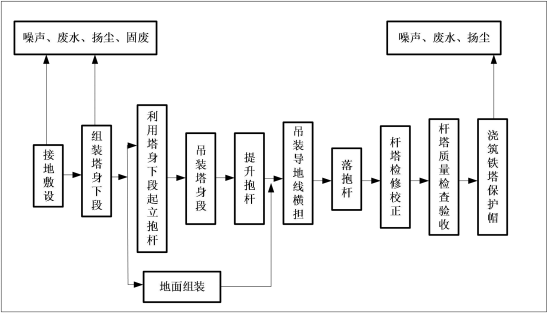 噪声、废水、扬尘、固废
噪声、废水、扬尘
接地敷设
组装塔身下段
利用塔身下段起立抱杆
吊装塔身段
提升抱杆
吊装导地线横担
落抱杆
杆塔检修校正
杆塔质量检查验收
浇筑铁塔保护帽
地面组装